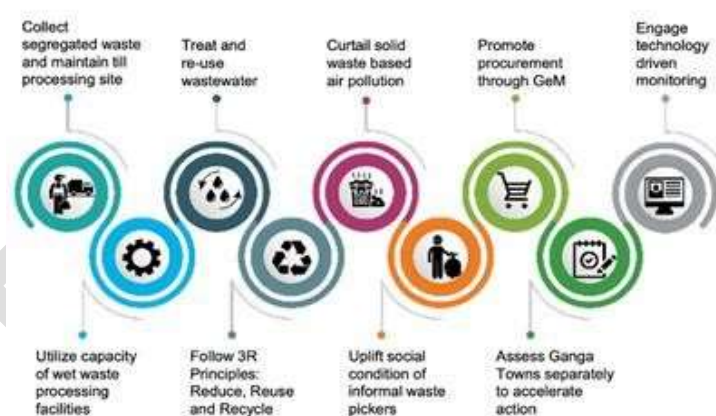 Collect
segregated waste
and maintain till
processing site
Treat and
re-use
wastewater
Curtail solid
waste based
air pollution
Promote
procurement
through GeM
Engage
technology
driven
monitoring
Utilize capacity
of wet waste
processing
facilities
Follow 3R
Principles:
Reduce, Reuse
and Recycle
Uplift social
condition of
informal waste
pickers
Assess Ganga
Towns separately
to accelerate
action